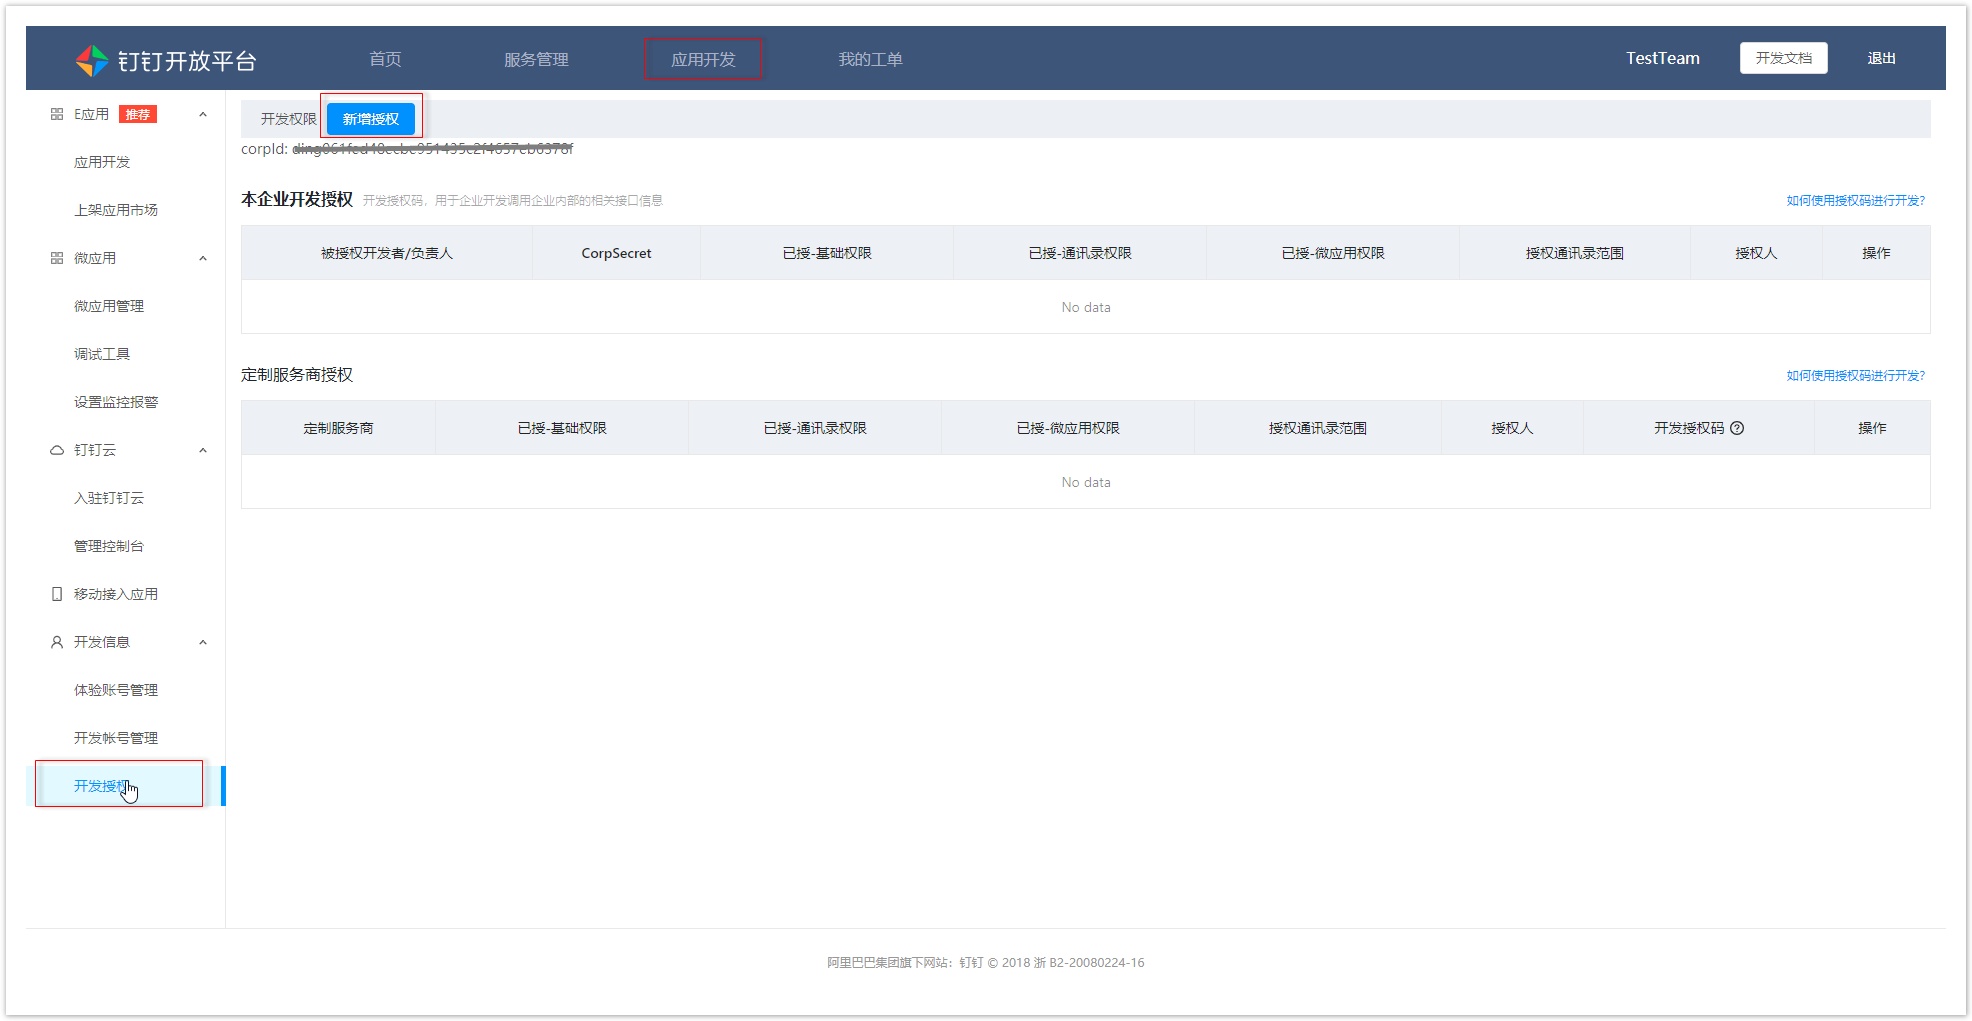 钉钉开放平台
首页
服务管理
应用开发
我的工单
TestTeam
开发文档
退出
E应用 推荐
应用开发
上架应用市场
微应用
微应用管理
调试工具
设置监控报警
钉钉云
入驻钉钉云
管理控制台
移动接入应用
开发信息
体验账号管理
开发帐号管理
开发授权
开发权限 新增授权
corpId:
本企业开发授权 开发授权码，用于企业开发调用企业内部的相关接口信息 如何使用授权码进行开发?
被授权开发者/负责人 CorpSecret 已授-基础权限 已授-通讯录权限 已授-微应用权限 授权通讯录范围 授权人 操作
No data
定制服务商授权 如何使用授权码进行开发?
定制服务商 已授-基础权限 已授-通讯录权限 已授-微应用权限 授权通讯录范围 授权人 开发授权码 操作
No data
阿里巴巴集团旗下网站：钉钉 © 2018 浙 B2-20080224-16